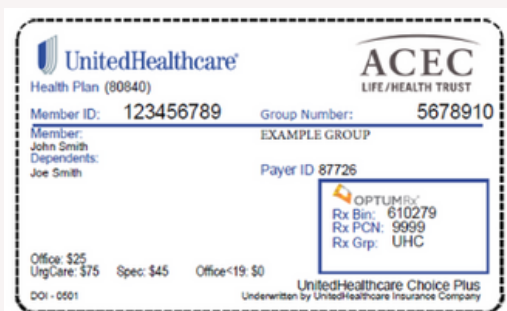 UnitedHealthcare®
ACEC
LIFE/HEALTH TRUST
Health Plan (80840)
Member ID: 123456789 Group Number: 5678910
Member: EXAMPLE GROUP
John Smith
Dependents:
Joe Smith Payer ID 87726
OPTUMRx®
Rx Bin: 610279
Rx PCN: 9999
Rx Grp: UHC
Office: $25
UrgCare: $75 Spec: $45 Office<19: $0
UnitedHealthcare Choice Plus
DOI - 0501 Underwritten by UnitedHealthcare Insurance Company